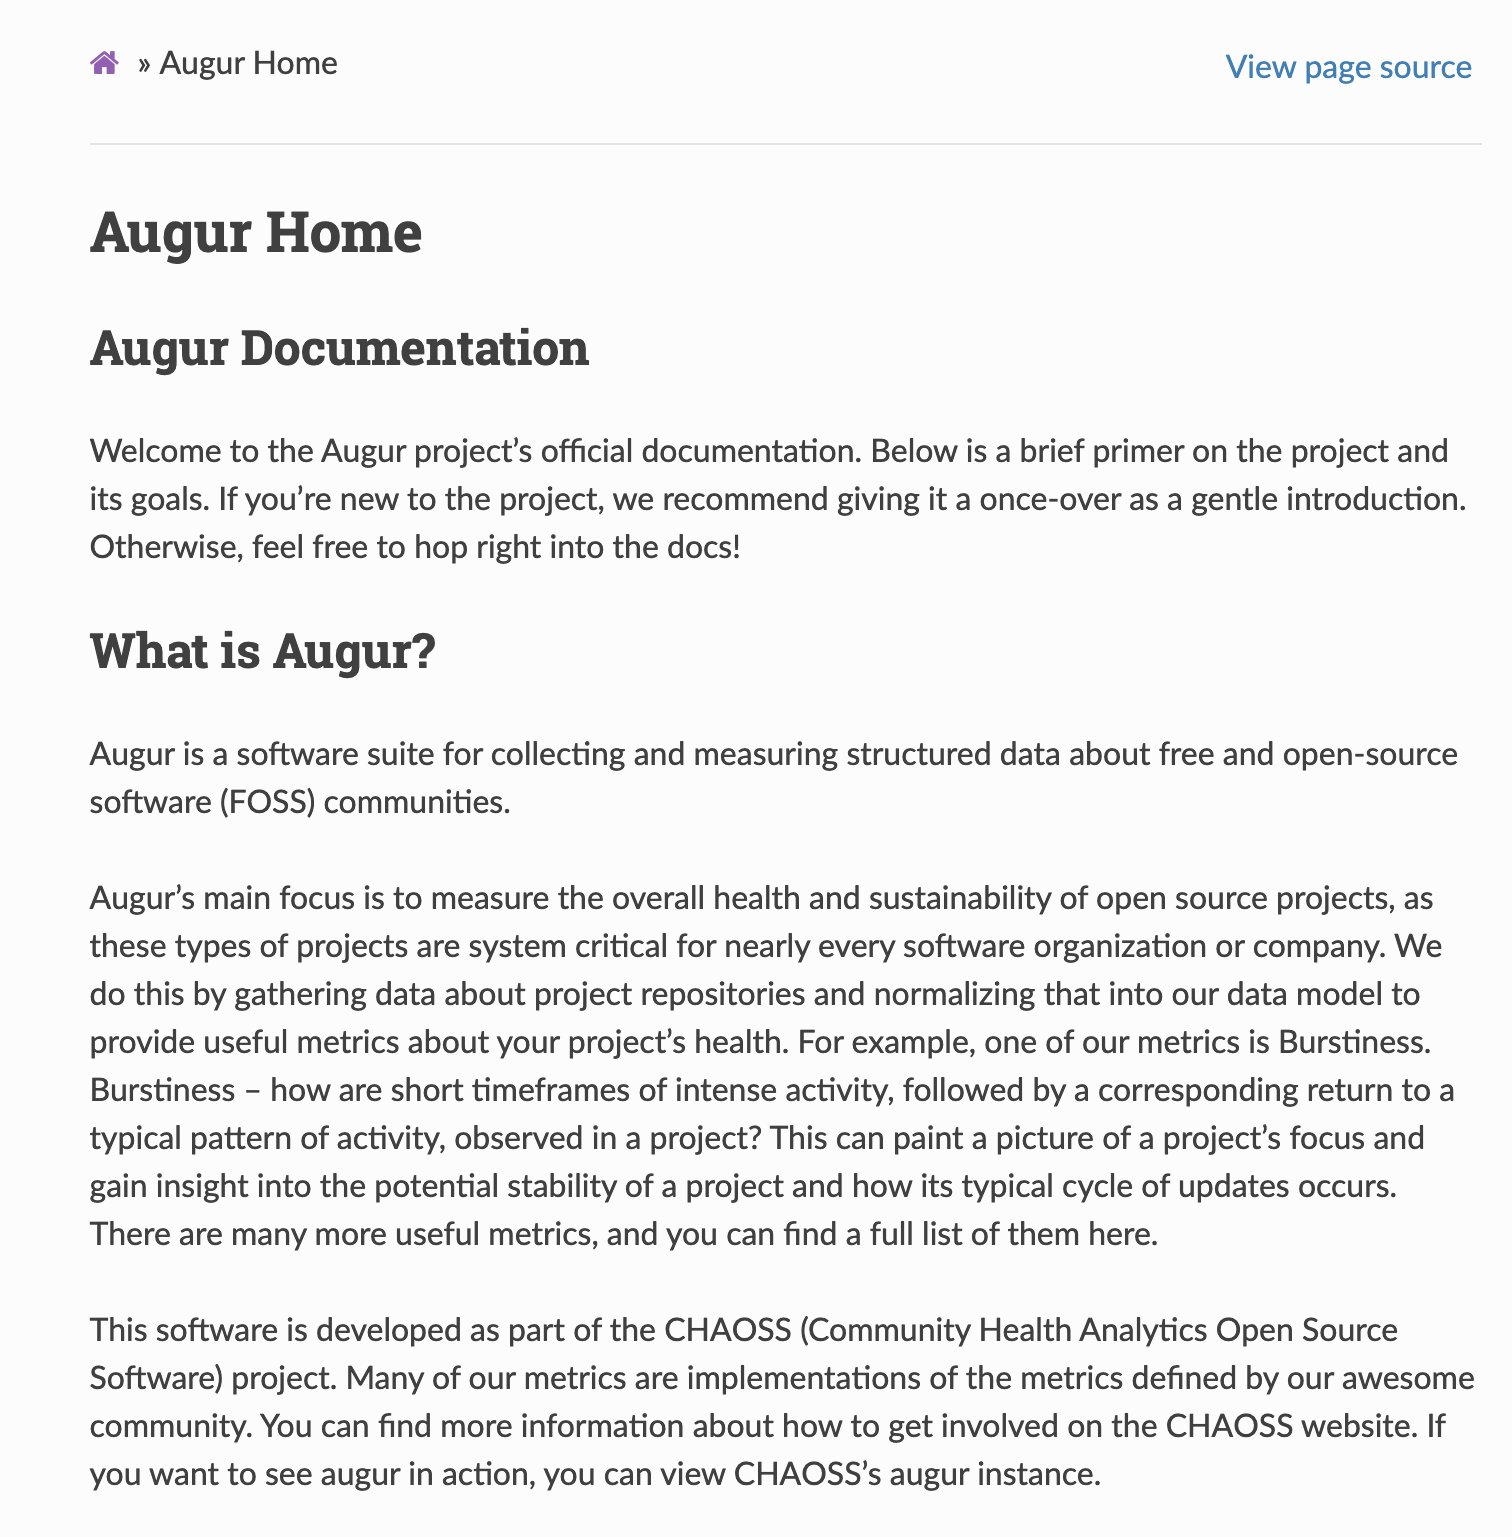 » Augur Home
View page source
Augur Home
Augur Documentation
Welcome to the Augur project’s official documentation. Below is a brief primer on the project and
its goals. If you’re new to the project, we recommend giving it a once-over as a gentle introduction.
Otherwise, feel free to hop right into the docs!
What is Augur?
Augur is a software suite for collecting and measuring structured data about free and open-source
software (FOSS) communities.
Augur’s main focus is to measure the overall health and sustainability of open source projects, as
these types of projects are system critical for nearly every software organization or company. We
do this by gathering data about project repositories and normalizing that into our data model to
provide useful metrics about your project’s health. For example, one of our metrics is Burstiness.
Burstiness – how are short timeframes of intense activity, followed by a corresponding return to a
typical pattern of activity, observed in a project? This can paint a picture of a project’s focus and
gain insight into the potential stability of a project and how its typical cycle of updates occurs.
There are many more useful metrics, and you can find a full list of them here.
This software is developed as part of the CHAOSS (Community Health Analytics Open Source
Software) project. Many of our metrics are implementations of the metrics defined by our awesome
community. You can find more information about how to get involved on the CHAOSS website. If
you want to see augur in action, you can view CHAOSS’s augur instance.